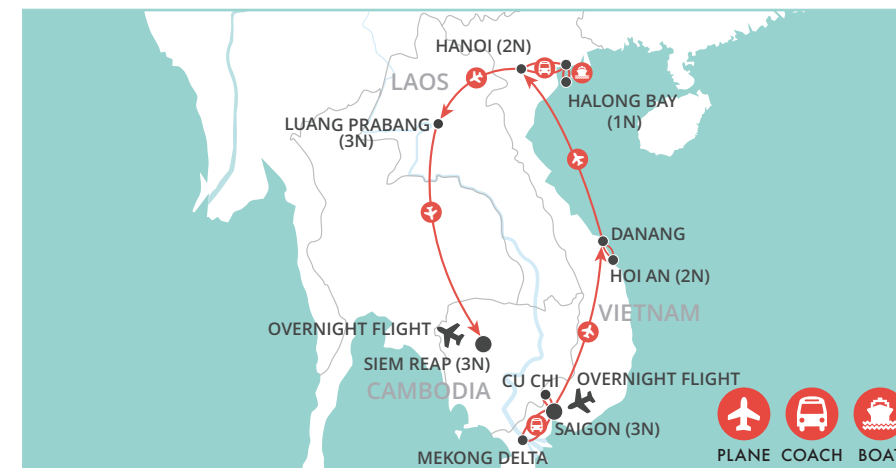 HANOI (2N)
LAOS
HALONG BAY
(1N)
LUANG PRABANG
(3N)
DANANG
HOI AN (2N)
VIETNAM
OVERNIGHT FLIGHT
SIEM REAP (3N)
CAMBODIA
CU CHI
OVERNIGHT FLIGHT
SAIGON (3N)
MEKONG DELTA
PLANE COACH BOA